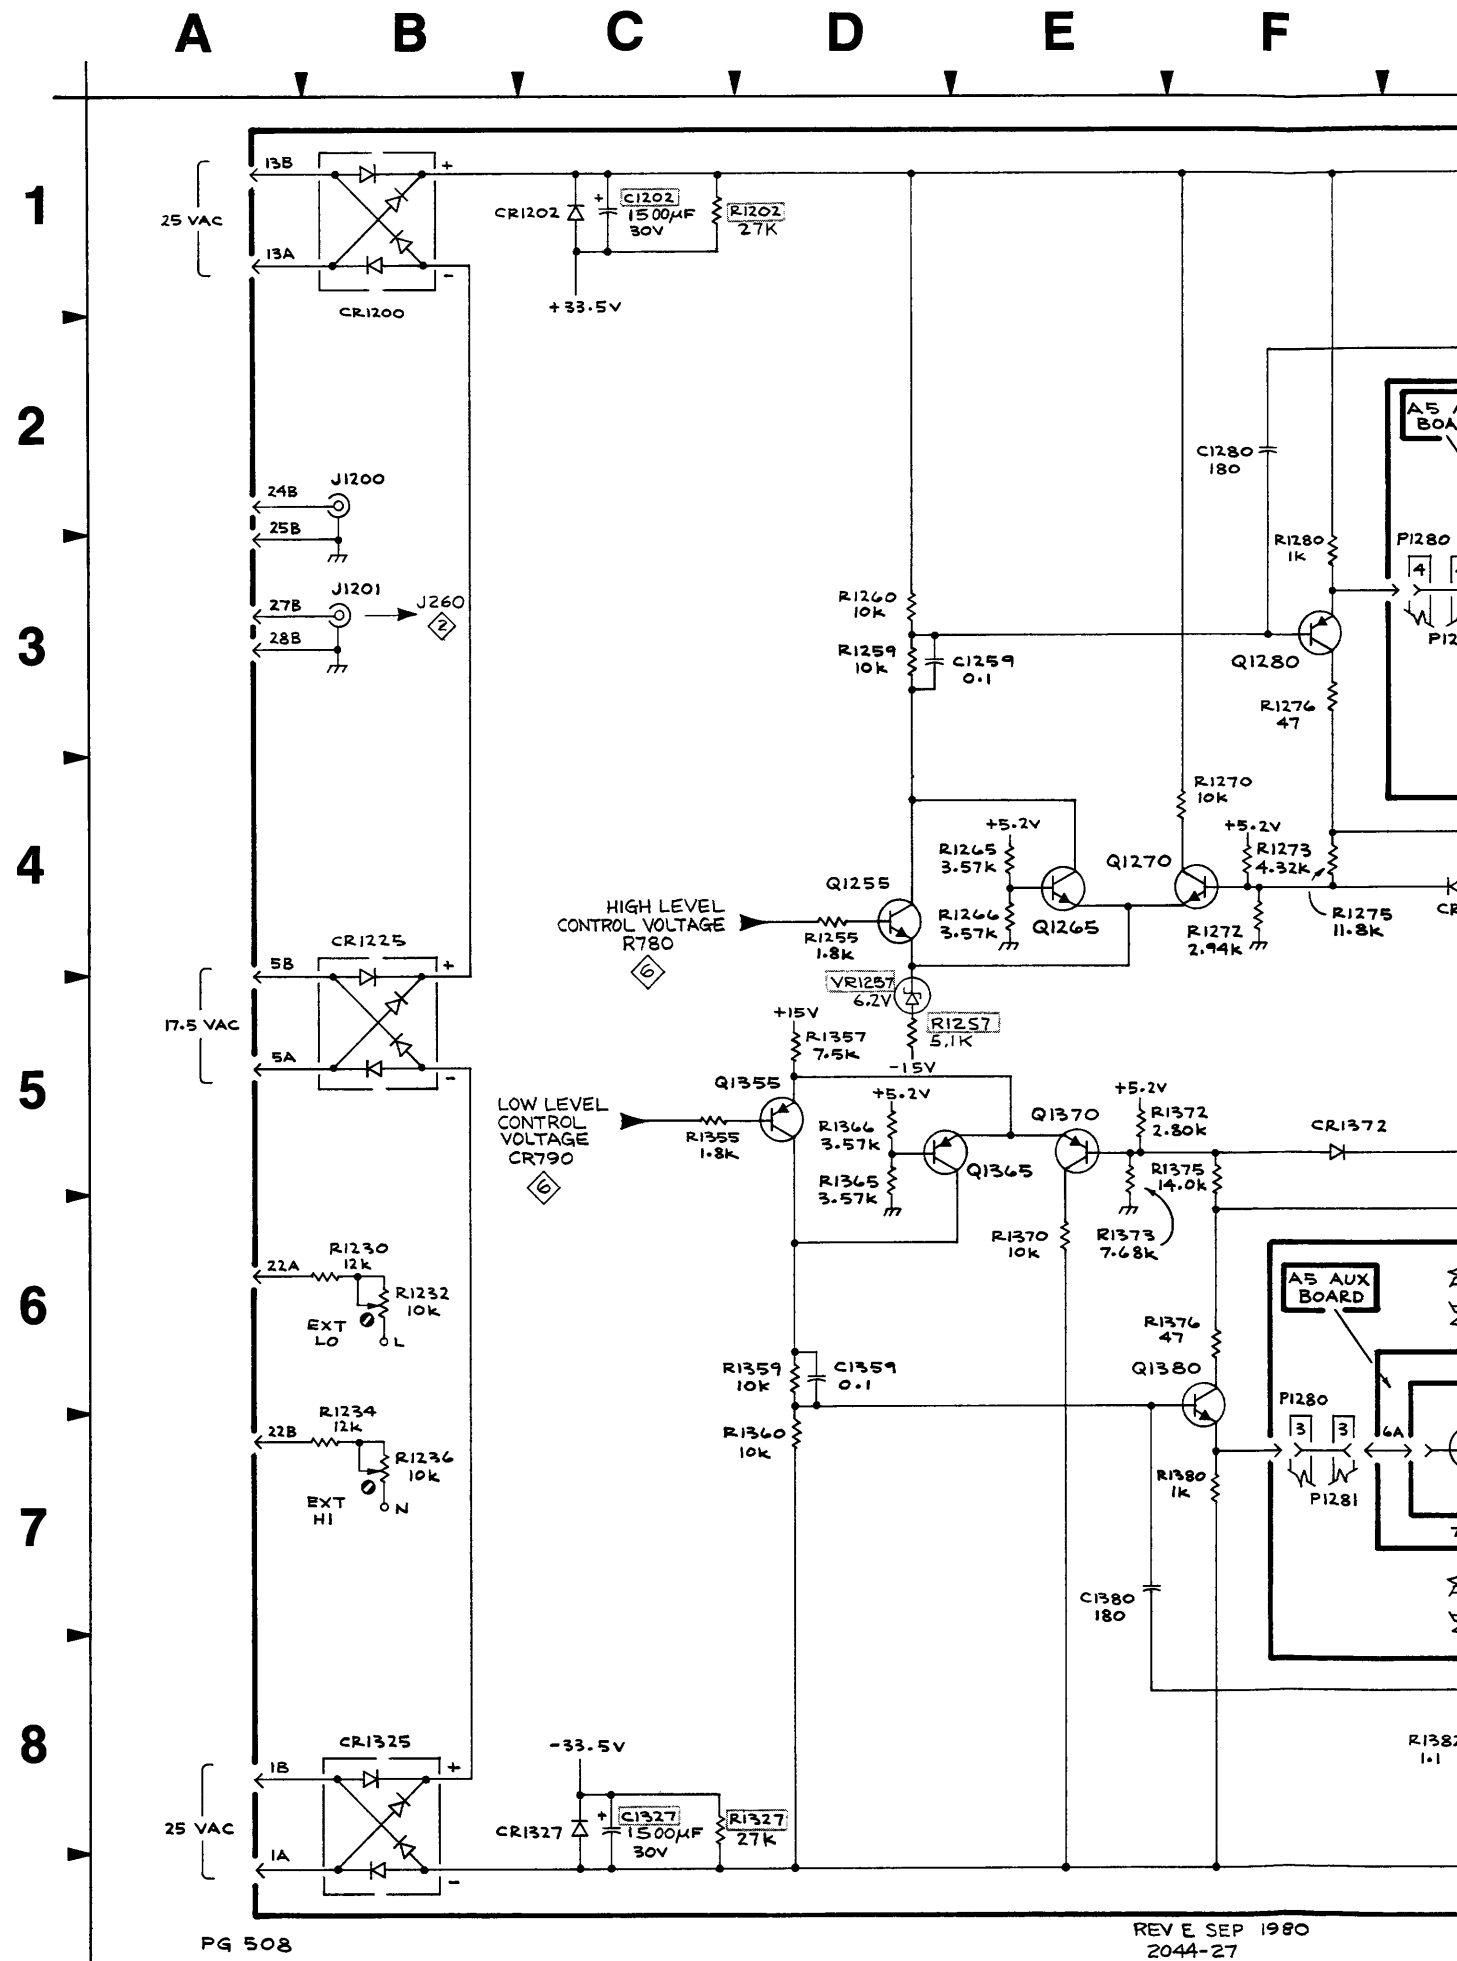 A B C D E F
1
13B
+
25 VAC
13A
-
CR1200
CR1202
+
C1202
1500µF
30V
R1202
27K
+33.5V
2
A5
C1280
180
J1200
24B
25B
R1280
1K
P1280
4
3
J1201
27B
28B
J260
2
R1260
10K
R1259
10K
C1259
0.1
Q1280
R1276
47
4
R1270
10K
+5.2V
R1265
3.57K
Q1270
+5.2V
R1273
4.32K
Q1255
HIGH LEVEL
CONTROL VOLTAGE
R780
6
R1255
1.8K
R1266
3.57K
Q1265
R1272
2.94K
R1275
11.8K
CR1225
5B
+
17.5 VAC
5A
-
VR1257
6.2V
R1257
5.1K
-15V
5
+15V
R1357
7.5K
Q1355
LOW LEVEL
CONTROL
VOLTAGE
CR790
6
R1355
1.8K
+5.2V
R1366
3.57K
R1365
3.57K
Q1365
Q1370
+5.2V
R1372
2.80K
CR1372
R1375
14.0K
R1370
10K
R1373
7.68K
6
22A
R1230
12K
R1232
10K
EXT
LO
L
A5 AUX
BOARD
R1376
47
R1359
10K
C1359
0.1
Q1380
R1360
10K
P1280
3 3
6A
P1281
7
22B
R1234
12K
R1236
10K
EXT
HI
N
R1380
1K
C1380
180
8
CR1325
1B
+
25 VAC
1A
-
-33.5V
CR1327
+
C1327
1500µF
30V
R1327
27K
1.1
PG 508
REV E SEP 1980
2044-27